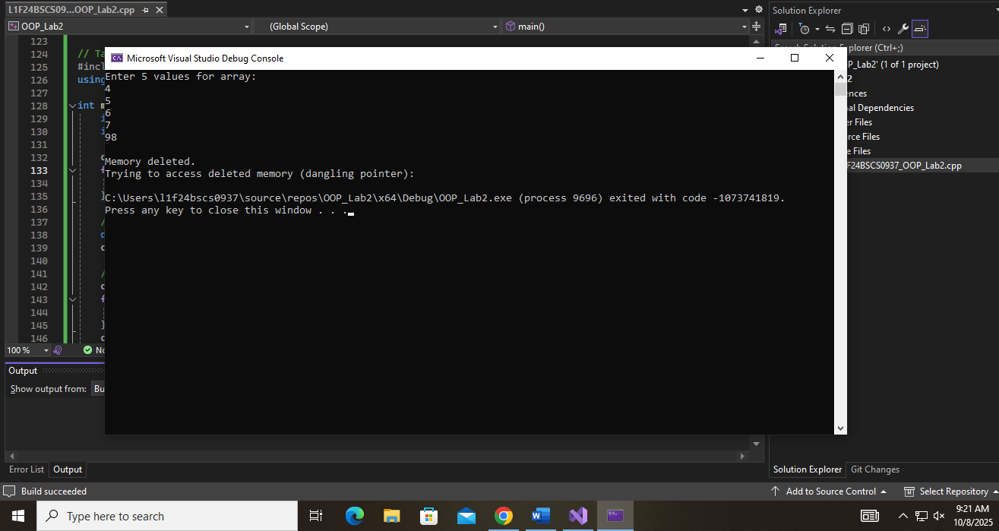 L1F24BSCS09...OOP_Lab2.cpp
Solution Explorer
OOP_Lab2
(Global Scope)
main()
Search Solution Explorer (Ctrl+;)
P_Lab2' (1 of 1 project)
2
ences
nal Dependencies
er Files
rce Files
e Files
F24BSCS0937_OOP_Lab2.cpp
123
124 // Ta
125 #incl
126 using
127
128 int m
129 i
130 i
131
132 c
133 f
134
135 }
136
137 /
138 d
139 c
140
141 /
142 c
143 f
144
145 }
146 c
Microsoft Visual Studio Debug Console
Enter 5 values for array:
4
5
6
7
98
Memory deleted.
Trying to access deleted memory (dangling pointer):
C:\Users\l1f24bscs0937\source\repos\OOP_Lab2\x64\Debug\OOP_Lab2.exe (process 9696) exited with code -1073741819.
Press any key to close this window . . .
100 %
No
Output
Show output from: Bu
Error List
Output
Solution Explorer
Git Changes
Build succeeded
Add to Source Control
Select Repository
Type here to search
9:21 AM
10/8/2025